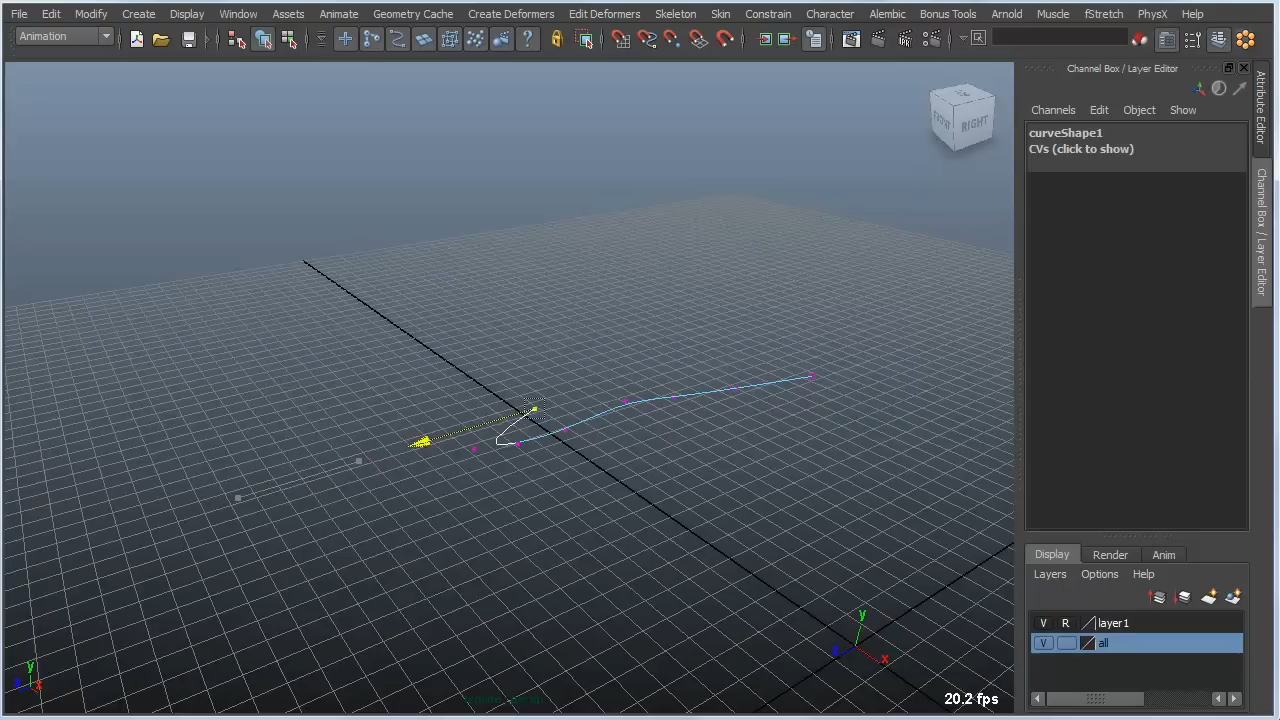 File Edit Modify Create Display Window Assets Animate Geometry Cache Create Deformers Edit Deformers Skeleton Skin Constrain Character Alembic Bonus Tools Arnold Muscle fStretch PhysX Help
Animation
Channel Box / Layer Editor
Channels Edit Object Show
curveShape1
CVs (click to show)
Attribute Editor
Channel Box / Layer Editor
RIGHT
y
x
z
y
x
20.2 fps
Display Render Anim
Layers Options Help
V R layer1
V all